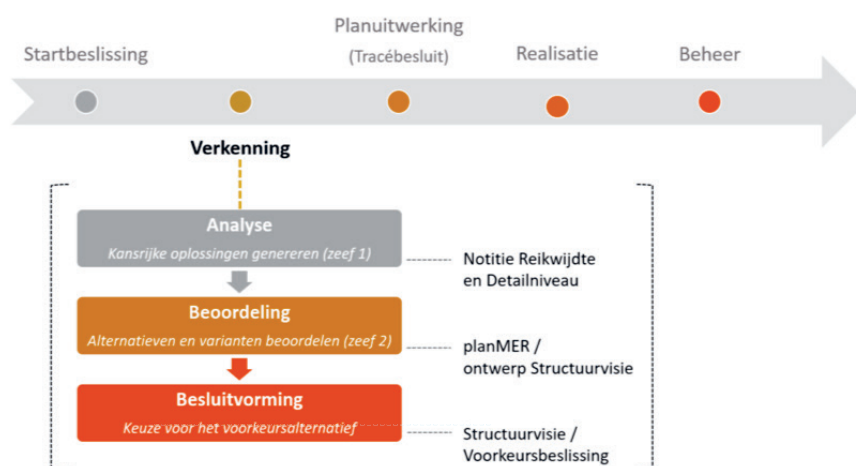 Planuitwerking
Startbeslissing (Tracébesluit) Realisatie Beheer
Verkenning
Analyse
Kansrijke oplossingen genereren (zeef 1)
Notitie Reikwijdte
en Detailniveau
Beoordeling
Alternatieven en varianten beoordelen (zeef 2)
planMER /
ontwerp Structuurvisie
Besluitvorming
Keuze voor het voorkeursalternatief
Structuurvisie /
Voorkeursbeslissing